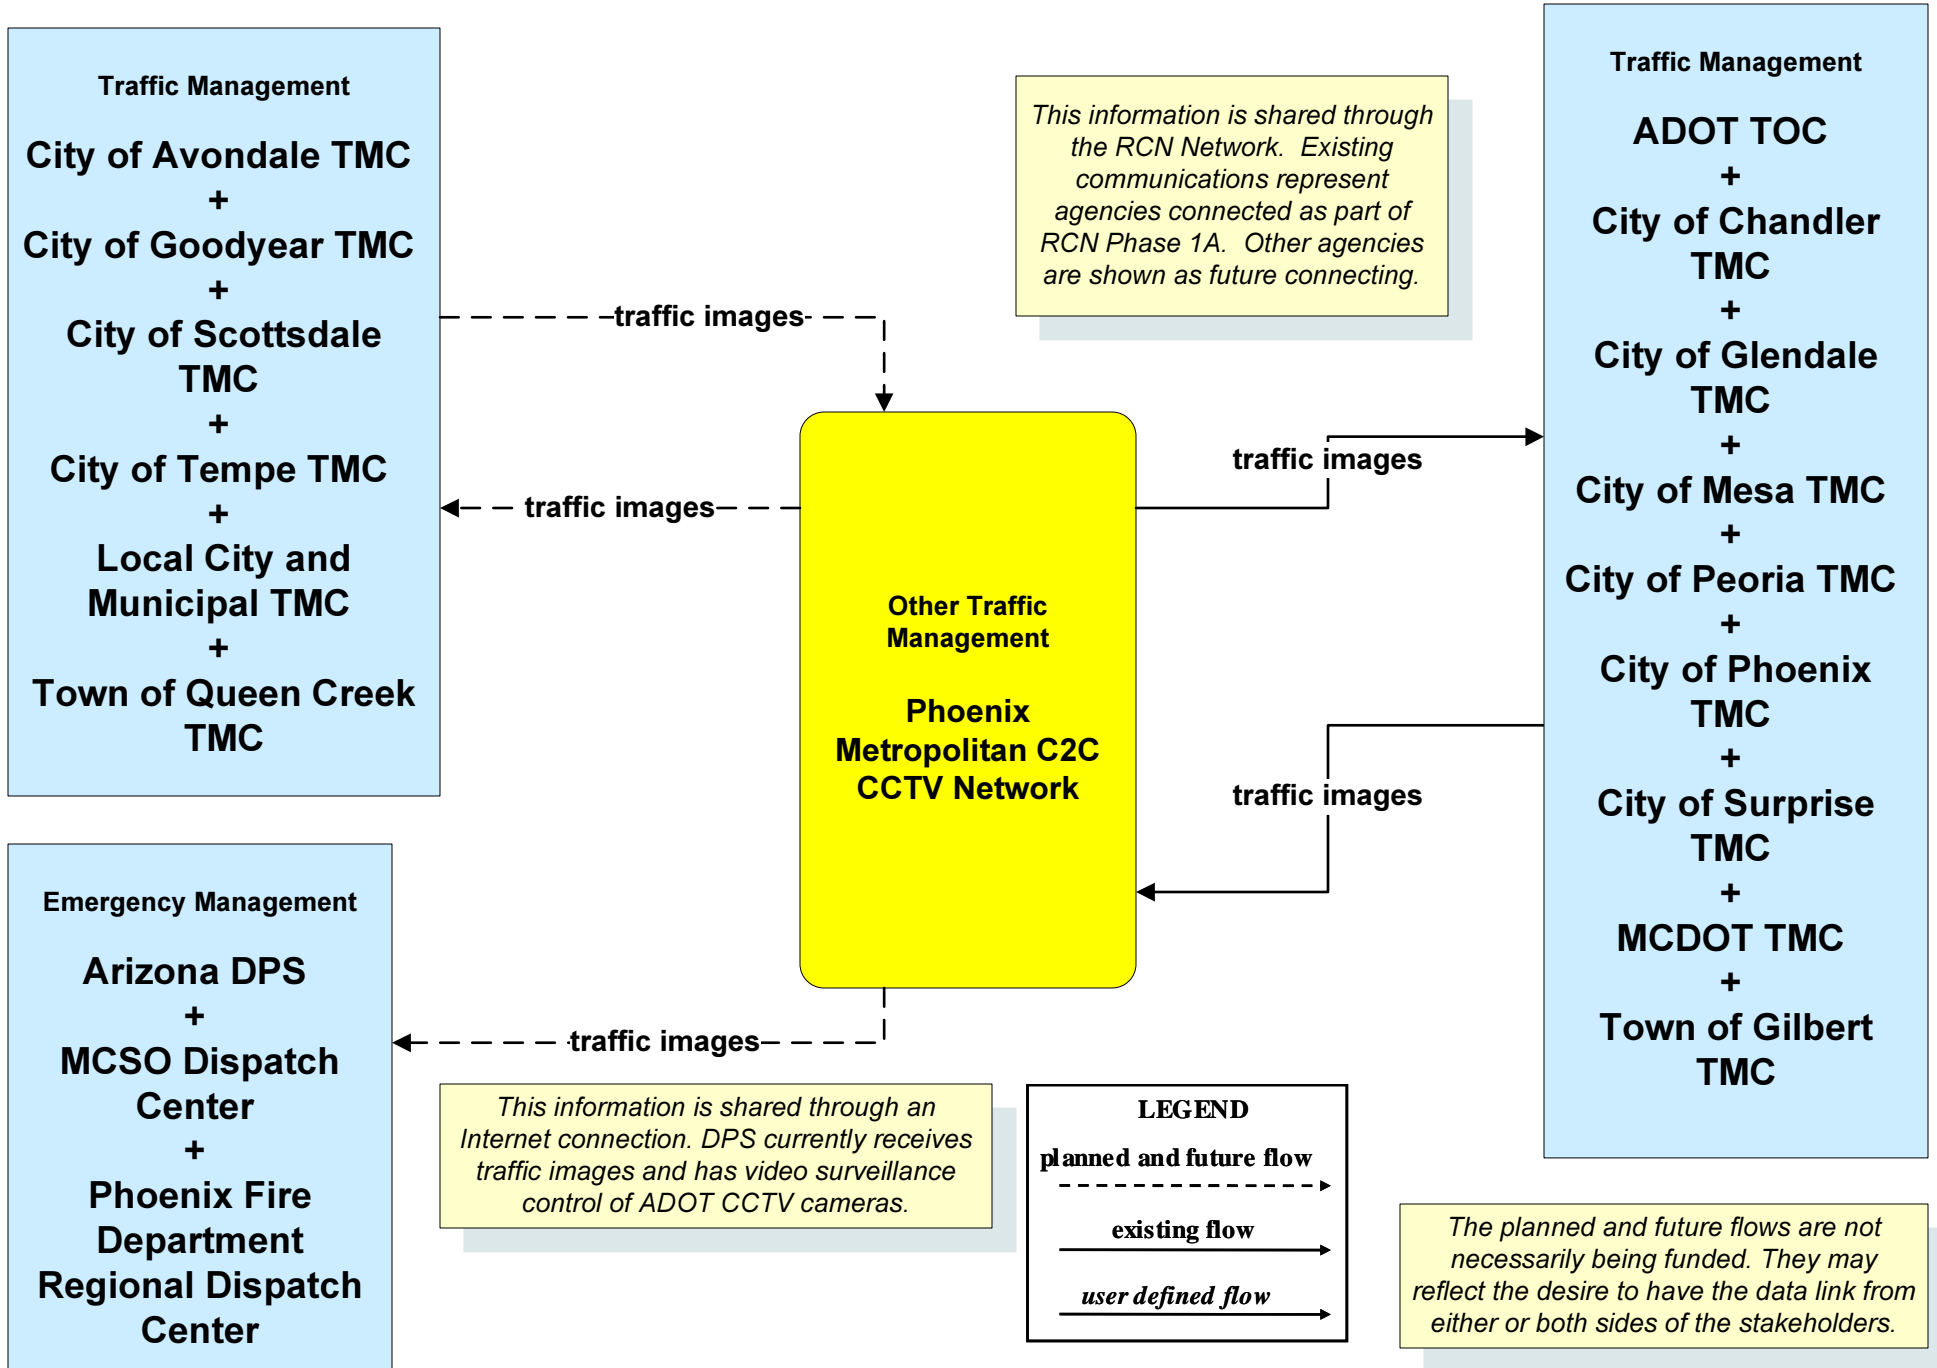 Traffic Management
City of Avondale TMC
+
City of Goodyear TMC
+
City of Scottsdale
TMC
+
City of Tempe TMC
+
Local City and
Municipal TMC
+
Town of Queen Creek
TMC
Emergency Management
Arizona DPS
+
MCSO Dispatch
Center
+
Phoenix Fire
Department
Regional Dispatch
Center
traffic images
traffic images
Other Traffic
Management
Phoenix
Metropolitan C2C
CCTV Network
traffic images
This information is shared through an
Internet connection. DPS currently receives
traffic images and has video surveillance
control of ADOT CCTV cameras.
This information is shared through
the RCN Network. Existing
communications represent
agencies connected as part of
RCN Phase 1A. Other agencies
are shown as future connecting.
traffic images
traffic images
LEGEND
planned and future flow
existing flow
user defined flow
Traffic Management
ADOT TOC
+
City of Chandler
TMC
+
City of Glendale
TMC
+
City of Mesa TMC
+
City of Peoria TMC
+
City of Phoenix
TMC
+
City of Surprise
TMC
+
MCDOT TMC
+
Town of Gilbert
TMC
The planned and future flows are not
necessarily being funded. They may
reflect the desire to have the data link from
either or both sides of the stakeholders.